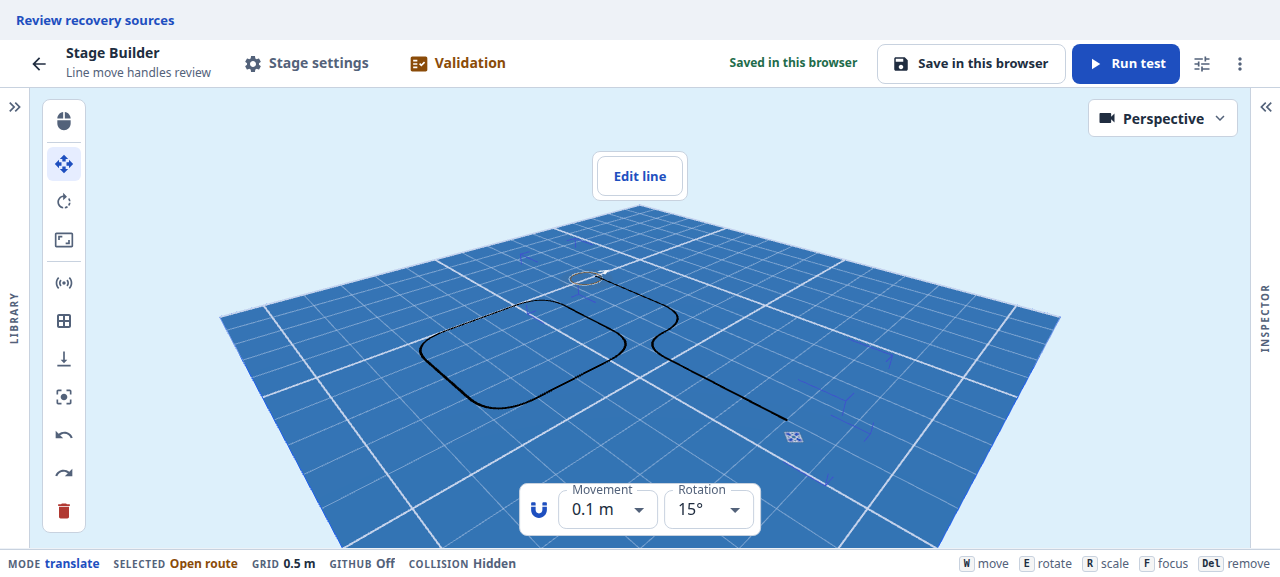 Review recovery sources
Stage Builder
Line move handles review
Stage settings
Validation
Saved in this browser
Save in this browser
Run test
LIBRARY
Perspective
Edit line
INSPECTOR
Movement
0.1 m
Rotation
15°
MODE translate SELECTED Open route GRID 0.5 m GITHUB Off COLLISION Hidden
W move E rotate R scale F focus Del remove